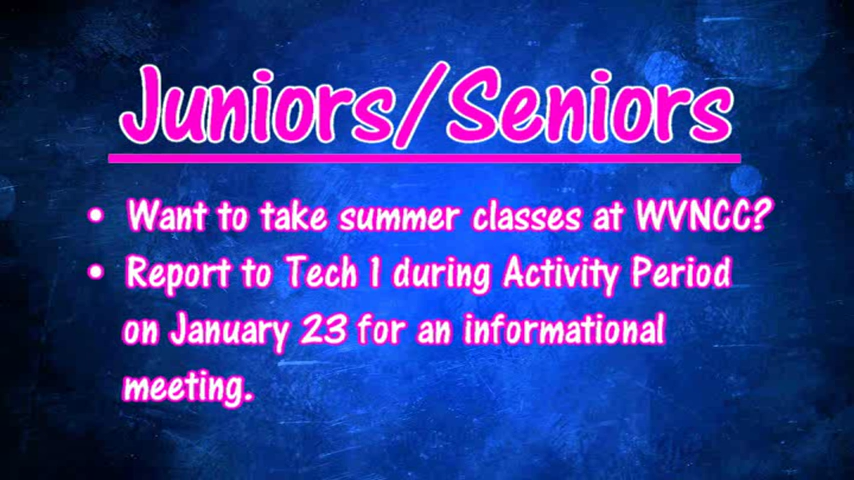 Juniors/Seniors
• Want to take summer classes at WVNCC?
• Report to Tech 1 during Activity Period
on January 23 for an informational
meeting.